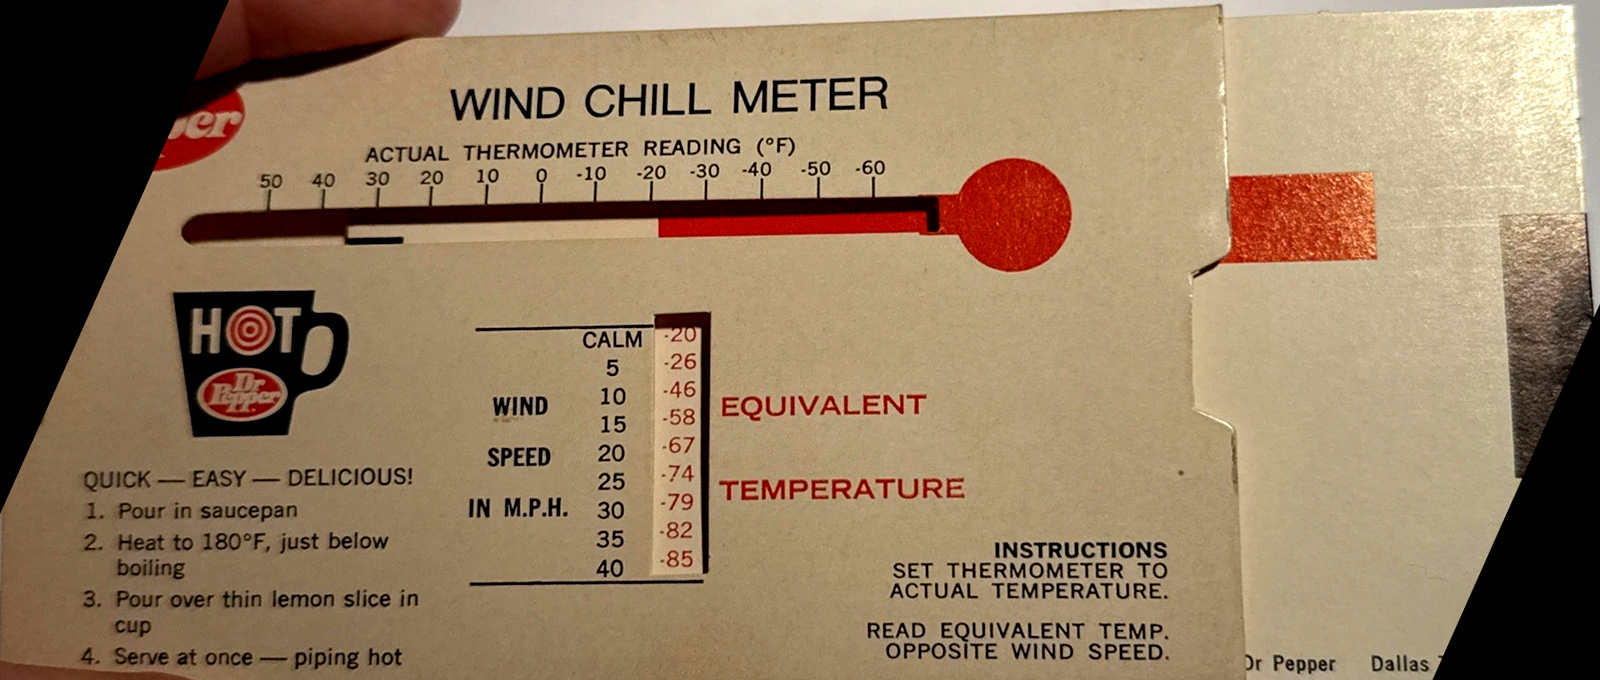 WIND CHILL METER
ACTUAL THERMOMETER READING (°F)
50 40 30 20 10 0 -10 -20 -30 -40 -50 -60
HOT
Dr
Pepper
QUICK — EASY — DELICIOUS!
1. Pour in saucepan
2. Heat to 180°F, just below
boiling
3. Pour over thin lemon slice in
cup
4. Serve at once — piping hot
WIND
SPEED
IN M.P.H.
CALM -20
5 -26
10 -46
15 -58
20 -67
25 -74
30 -79
35 -82
40 -85
EQUIVALENT
TEMPERATURE
INSTRUCTIONS
SET THERMOMETER TO
ACTUAL TEMPERATURE.
READ EQUIVALENT TEMP.
OPPOSITE WIND SPEED.
Dr Pepper Dallas